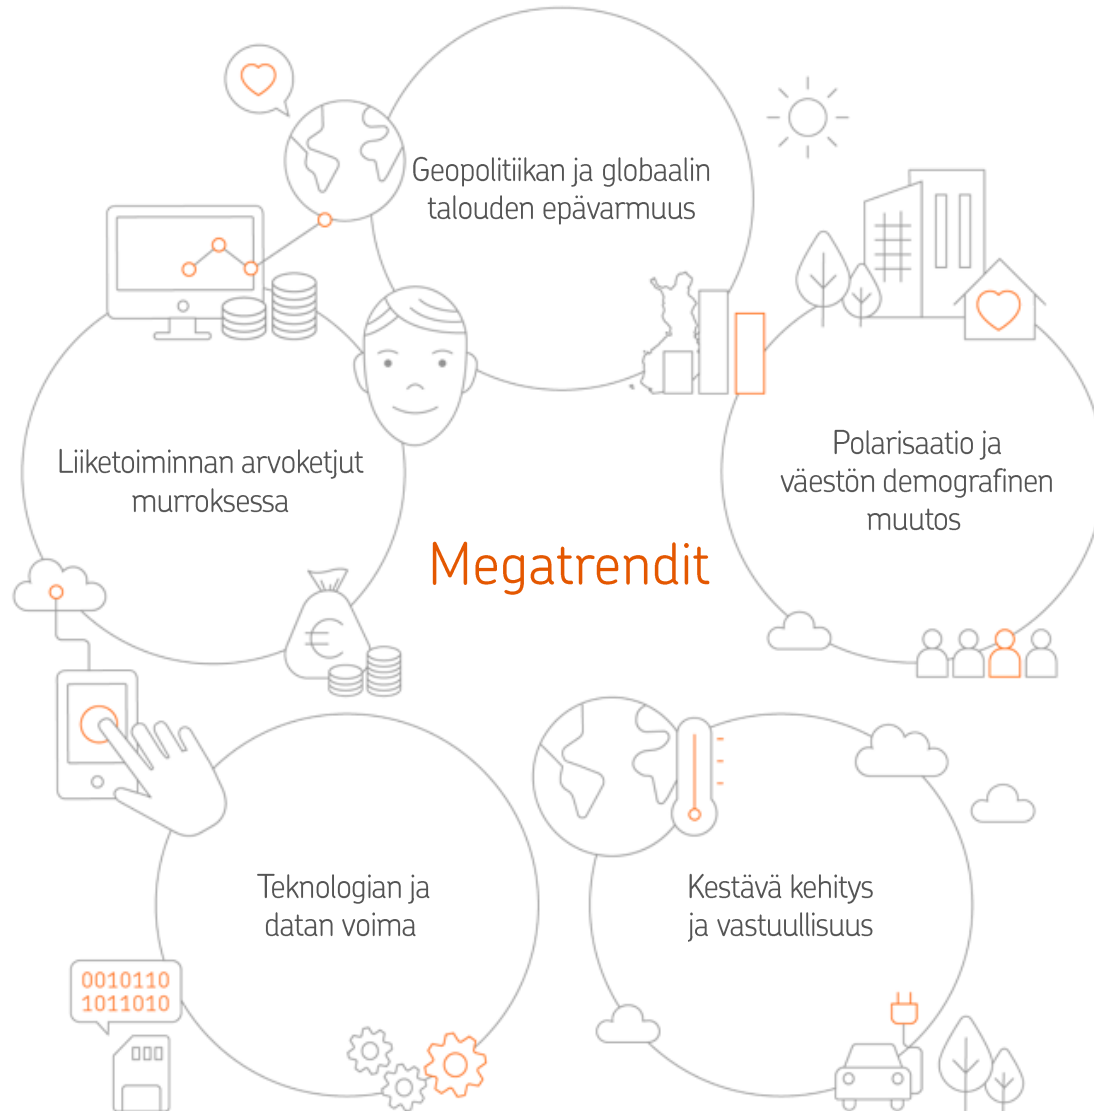 Geopolitiikan ja globaalin
talouden epävarmuus
Liiketoiminnan arvoketjut
murroksessa
Polarisaatio ja
väestön demografinen
muutos
Megatrendit
€
Teknologian ja
datan voima
Kestävä kehitys
ja vastuullisuus
0010110
1011010